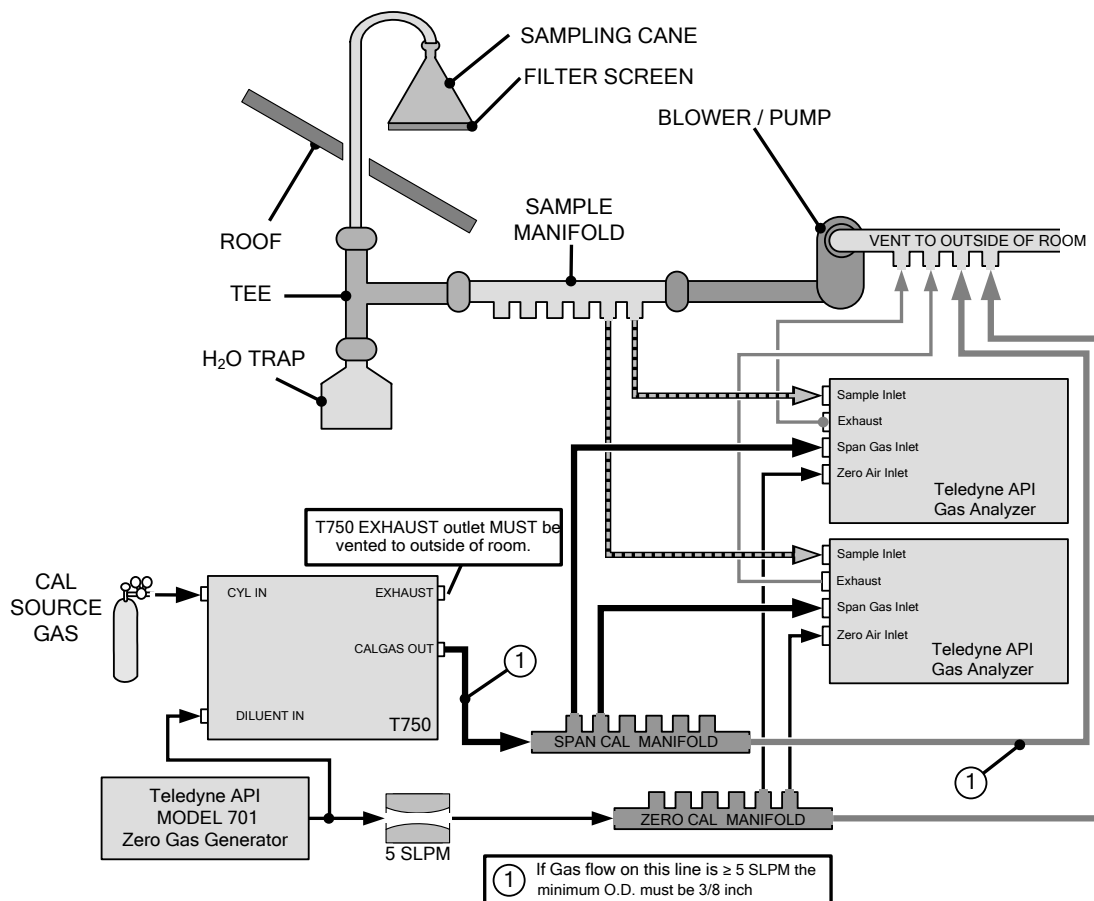 SAMPLING CANE
FILTER SCREEN
BLOWER / PUMP
ROOF
SAMPLE
MANIFOLD
VENT TO OUTSIDE OF ROOM
TEE
H₂O TRAP
Sample Inlet
Exhaust
Span Gas Inlet
Zero Air Inlet
Teledyne API
Gas Analyzer
T750 EXHAUST outlet MUST be
vented to outside of room.
Sample Inlet
Exhaust
Span Gas Inlet
Zero Air Inlet
Teledyne API
Gas Analyzer
CAL
SOURCE
GAS
CYL IN
EXHAUST
CALGAS OUT
DILUENT IN
T750
1
SPAN CAL MANIFOLD
1
Teledyne API
MODEL 701
Zero Gas Generator
5 SLPM
ZERO CAL MANIFOLD
1 If Gas flow on this line is ≥ 5 SLPM the
minimum O.D. must be 3/8 inch